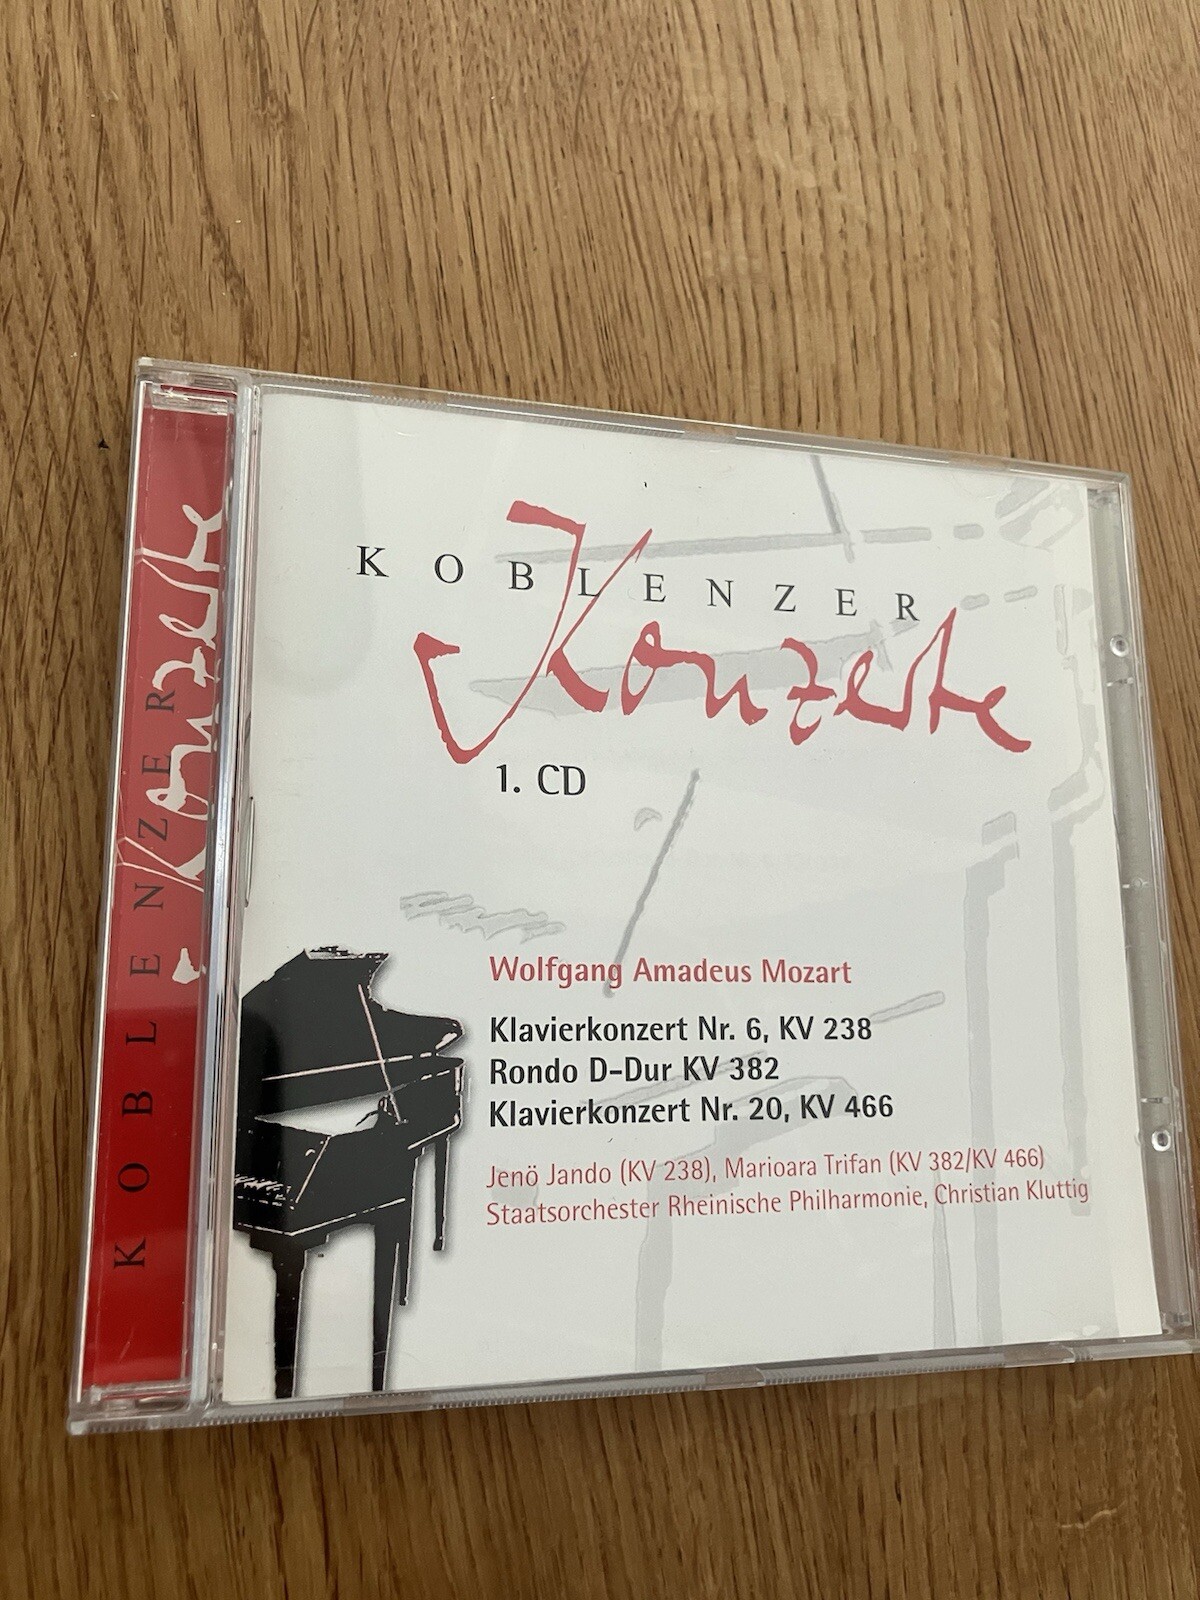 KOBLENZER
Konzerte
KOBLENZER
Konzerte
1. CD
Wolfgang Amadeus Mozart
Klavierkonzert Nr. 6, KV 238
Rondo D-Dur KV 382
Klavierkonzert Nr. 20, KV 466
Jenö Jando (KV 238), Marioara Trifan (KV 382/KV 466)
Staatsorchester Rheinische Philharmonie, Christian Kluttig